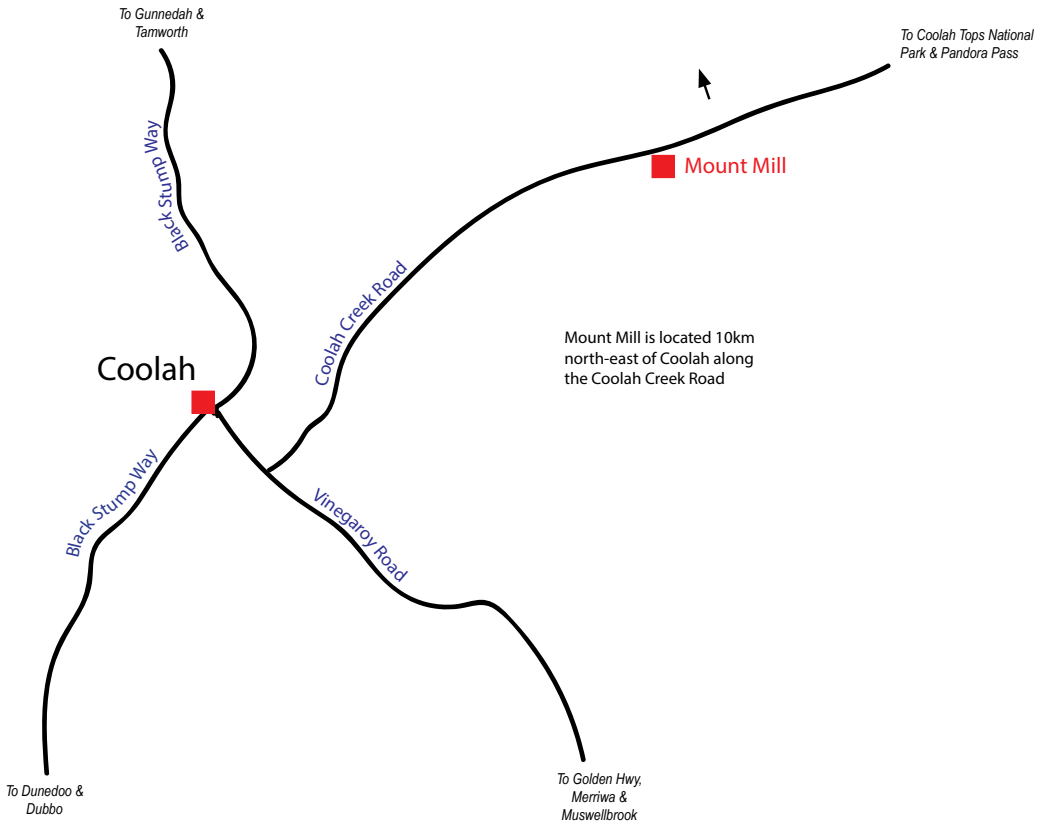 To Gunnedah &
Tamworth
To Coolah Tops National
Park & Pandora Pass
Black Stump Way
Mount Mill
Coolah Creek Road
Mount Mill is located 10km
north-east of Coolah along
the Coolah Creek Road
Coolah
Black Stump Way
Vinegaroy Road
To Dunedoo &
Dubbo
To Golden Hwy,
Merriwa &
Muswellbrook